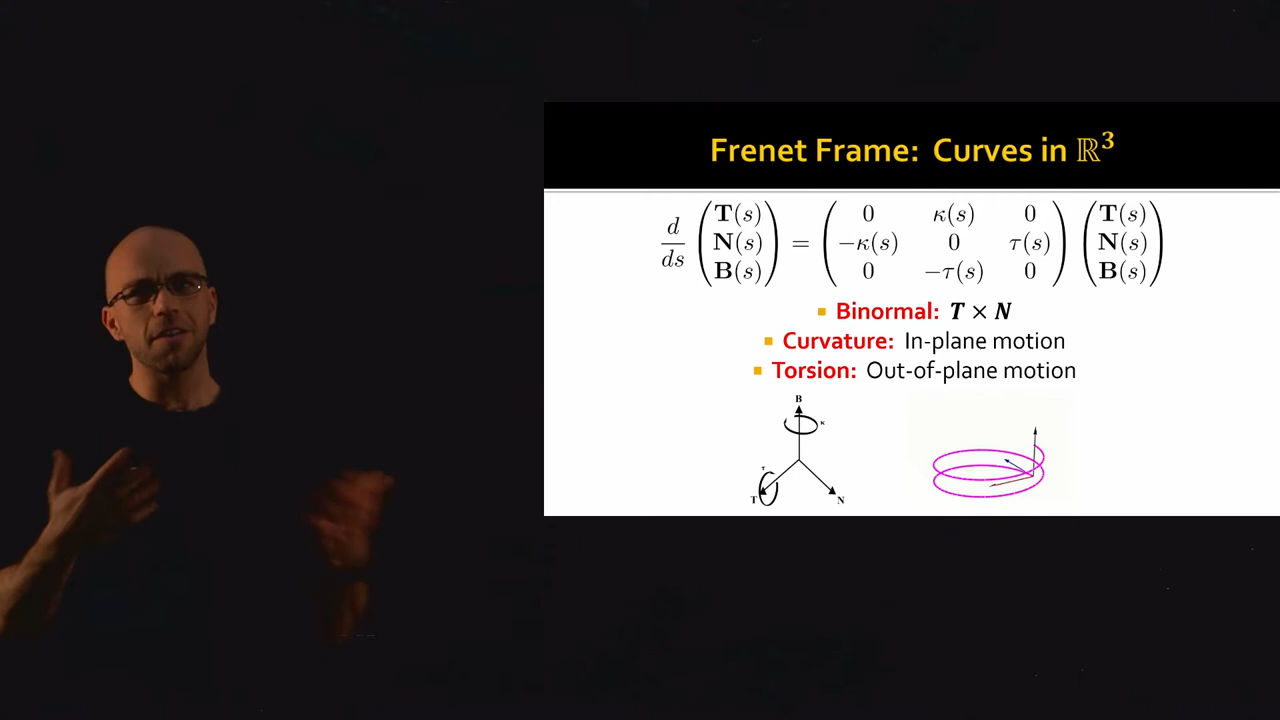 Frenet Frame: Curves in ℝ³
d/ds (T(s) N(s) B(s)) = (0 κ(s) 0 −κ(s) 0 τ(s) 0 −τ(s) 0) (T(s) N(s) B(s))
Binormal: T × N
Curvature: In-plane motion
Torsion: Out-of-plane motion
B
κ
τ
T
N